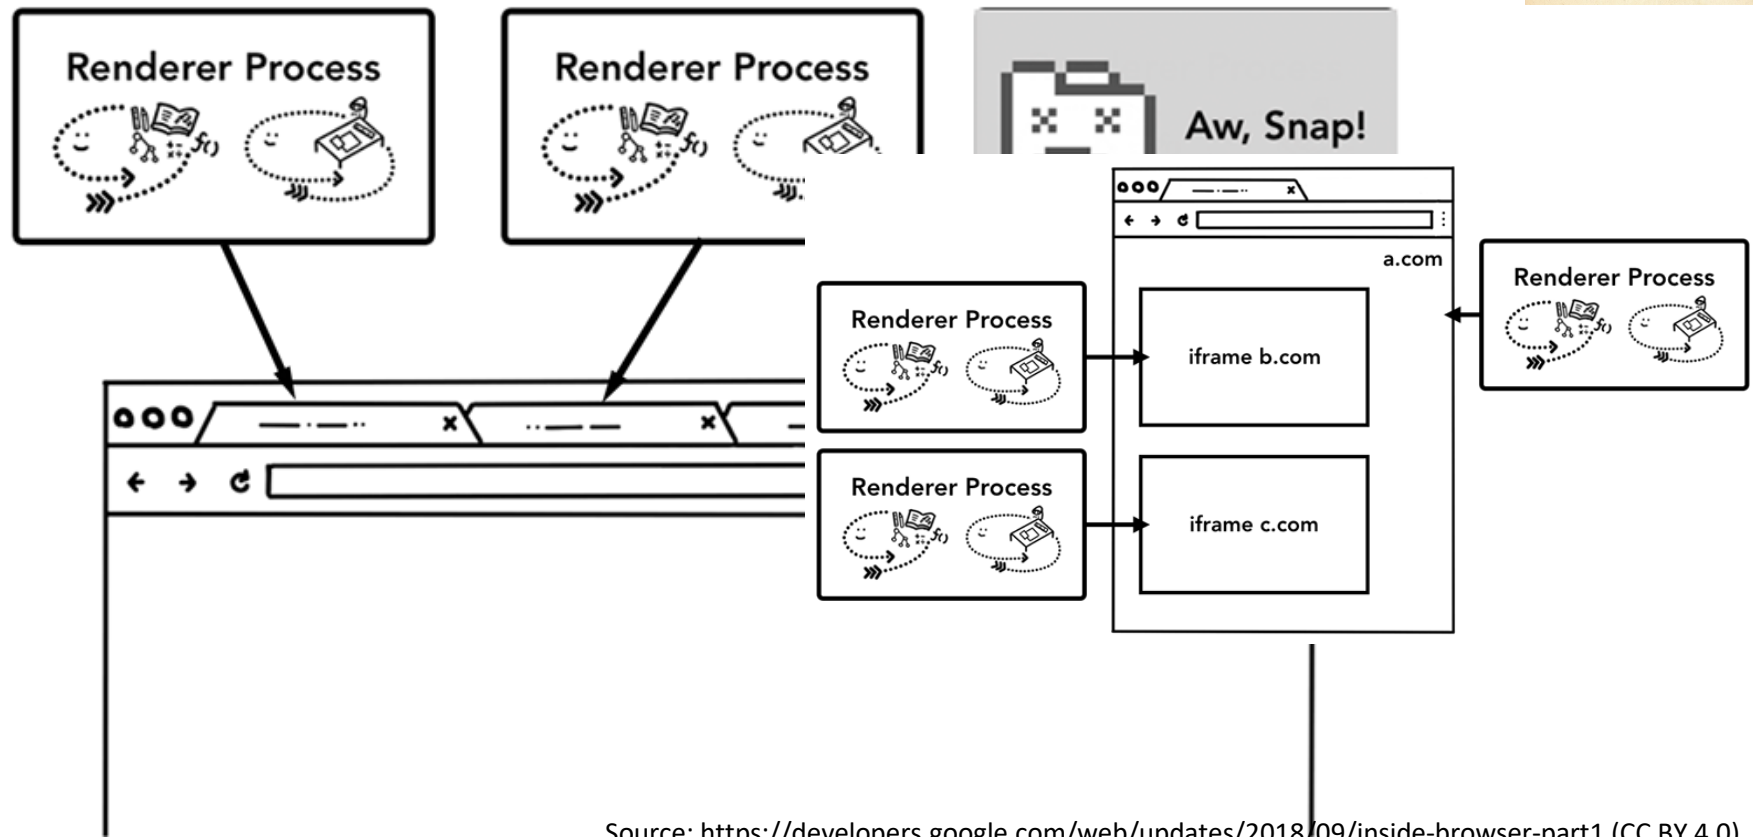 Renderer Process
Renderer Process
Aw, Snap!
a.com
Renderer Process
Renderer Process
iframe b.com
Renderer Process
iframe c.com
Source: https://developers.google.com/web/updates/2018/09/inside-browser-part1 (CC BY 4.0)